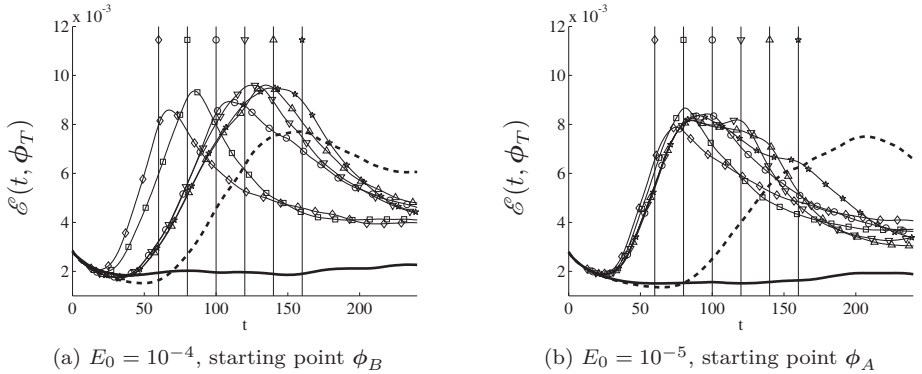 x 10⁻³
12
10
8
6
4
2
ℰ(t, ϕ_T)
0 50 100 150 200
t
(a) E₀ = 10⁻⁴, starting point ϕ_B
x 10⁻³
12
10
8
6
4
2
ℰ(t, ϕ_T)
0 50 100 150 200
t
(b) E₀ = 10⁻⁵, starting point ϕ_A